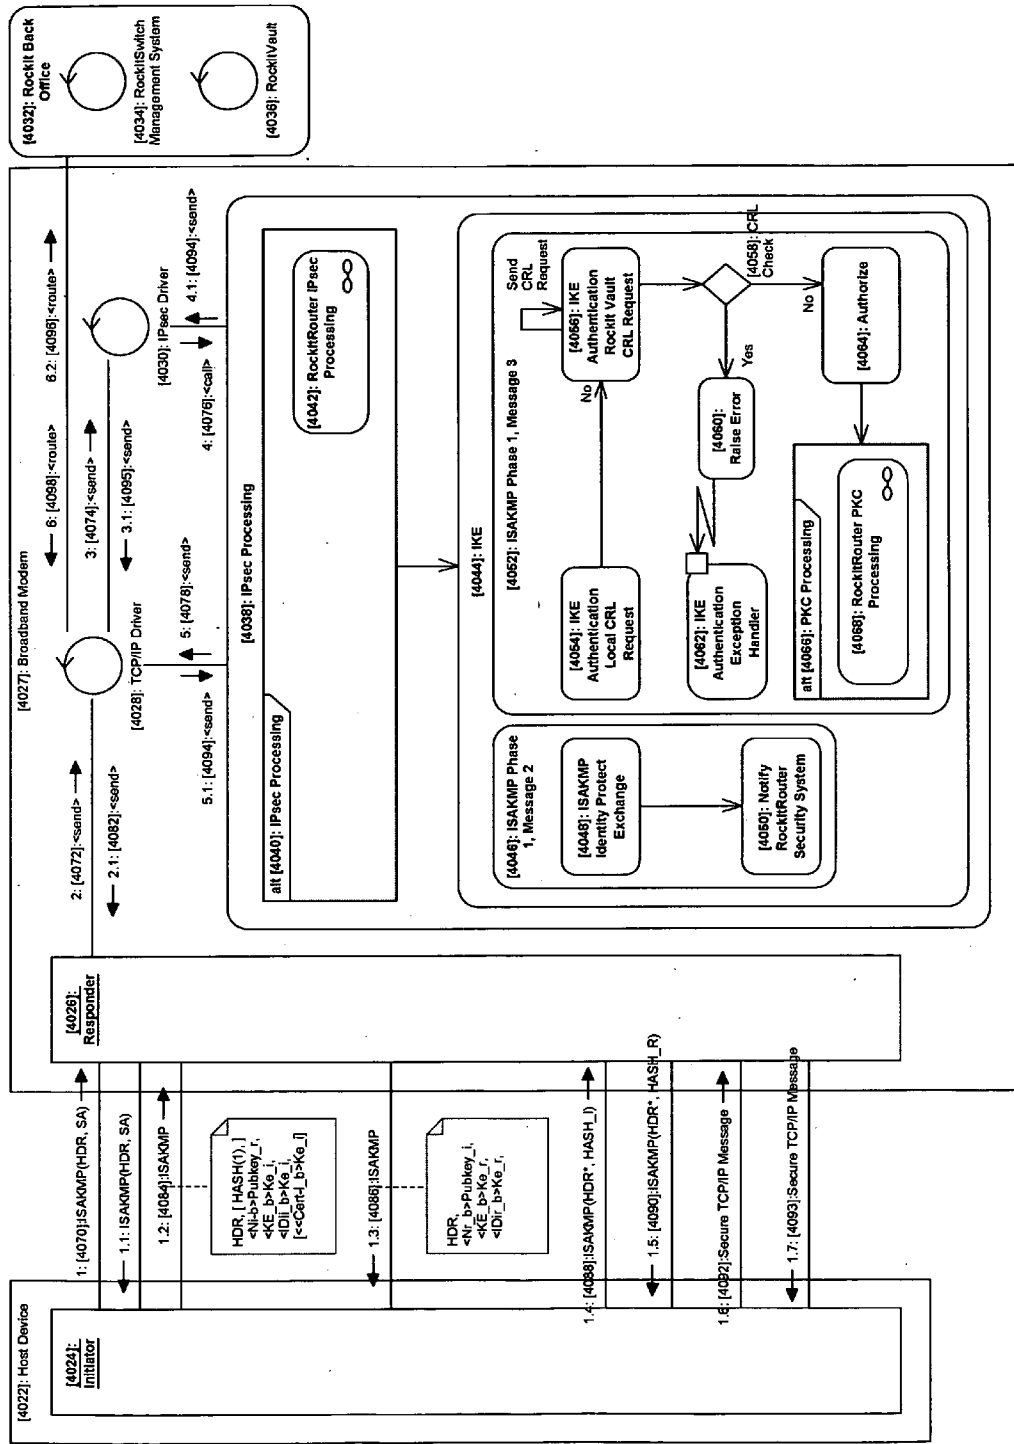 [4022]: Host Device
[4024]:
Initiator
1: [4070]:ISAKMP(HDR, SA)
1.1: ISAKMP(HDR, SA)
1.2: [4084]:ISAKMP
HDR, [ HASH(1), ]
<Ni-b>Pubkey_r,
<KE_b>Ke_i,
<IDii_b>Ke_i,
[<<Cert-I_b>Ke_i]
1.3: [4086]:ISAKMP
HDR,
<Nr_b>Pubkey_i,
<KE_b>Ke_r,
<IDir_b>Ke_r,
1.4: [4088]:ISAKMP(HDR*, HASH_I)
1.5: [4090]:ISAKMP(HDR*, HASH_R)
1.6: [4092]:Secure TCP/IP Message
1.7: [4093]:Secure TCP/IP Message
[4027]: Broadband Modem
[4026]:
Responder
2: [4072]:<send>
2.1: [4082]:<send>
[4028]: TCP/IP Driver
6: [4098]:<route>
6.2: [4096]:<route>
3: [4074]:<send>
3.1: [4095]:<send>
[4030]: IPsec Driver
5: [4078]:<send>
5.1: [4094]:<send>
4: [4076]:<call>
4.1: [4094]:<send>
[4032]: RockIt Back
Office
[4034]: RockItSwitch
Management System
[4036]: RockItVault
[4038]: IPsec Processing
alt [4040]: IPsec Processing
[4042]: RockItRouter IPsec
Processing
[4044]: IKE
[4046]: ISAKMP Phase
1, Message 2
[4048]: ISAKMP
Identity Protect
Exchange
[4050]: Notify
RockItRouter
Security System
[4052]: ISAKMP Phase 1, Message 3
[4054]: IKE
Authentication
Local CRL
Request
No
Send
CRL
Request
[4056]: IKE
Authentication
RockIt Vault
CRL Request
[4058]: CRL
Check
Yes
No
[4060]:
Raise Error
[4062]: IKE
Authentication
Exception
Handler
[4064]: Authorize
alt [4066]: PKC Processing
[4068]: RockItRouter PKC
Processing